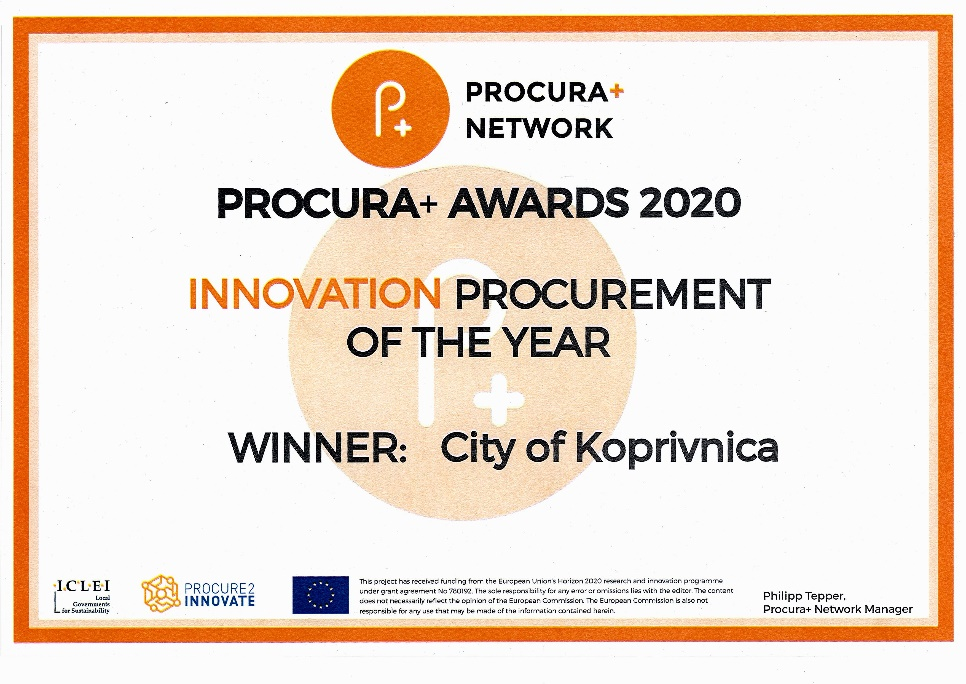 PROCURA+
NETWORK
PROCURA+ AWARDS 2020
INNOVATION PROCUREMENT
OF THE YEAR
WINNER: City of Koprivnica
I.C.L.E.I
Local
Governments
for Sustainability
PROCURE2
INNOVATE
This project has received funding from the European Union's Horizon 2020 research and innovation programme
under grant agreement No 780192. The sole responsibility for any error or omissions lies with the editor. The content
does not necessarily reflect the opinion of the European Commission. The European Commission is also not
responsible for any use that may be made of the information contained herein.
Philipp Tepper,
Procura+ Network Manager